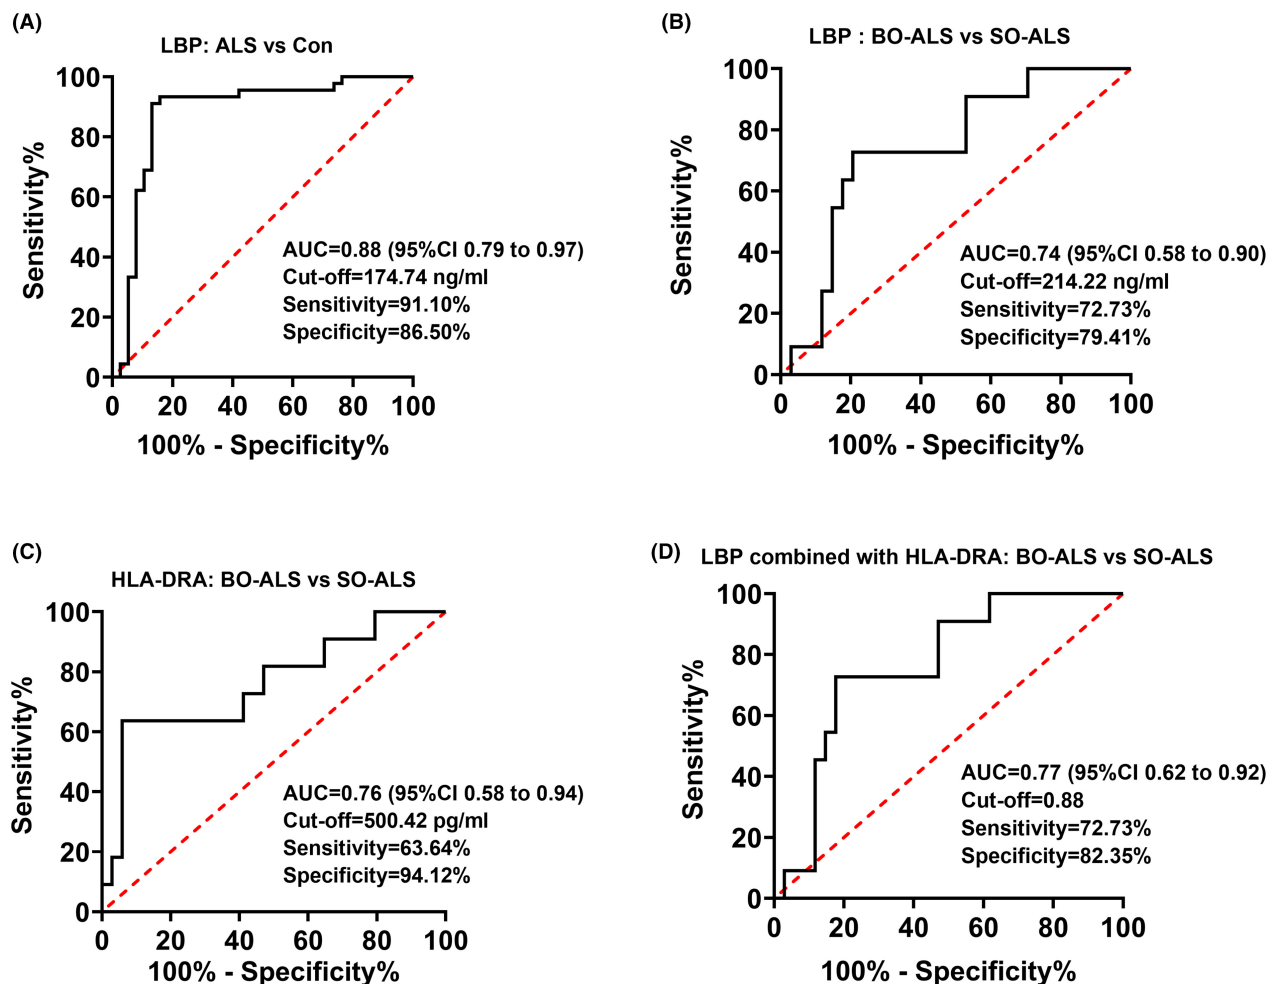 (A)
LBP: ALS vs Con
100
80
60
40
20
0
Sensitivity%
AUC=0.88 (95%CI 0.79 to 0.97)
Cut-off=174.74 ng/ml
Sensitivity=91.10%
Specificity=86.50%
0 20 40 60 80 100
100% - Specificity%
(B)
LBP : BO-ALS vs SO-ALS
100
80
60
40
20
0
Sensitivity%
AUC=0.74 (95%CI 0.58 to 0.90)
Cut-off=214.22 ng/ml
Sensitivity=72.73%
Specificity=79.41%
0 20 40 60 80 100
100% - Specificity%
(C)
HLA-DRA: BO-ALS vs SO-ALS
100
80
60
40
20
0
Sensitivity%
AUC=0.76 (95%CI 0.58 to 0.94)
Cut-off=500.42 pg/ml
Sensitivity=63.64%
Specificity=94.12%
0 20 40 60 80 100
100% - Specificity%
(D)
LBP combined with HLA-DRA: BO-ALS vs SO-ALS
100
80
60
40
20
0
Sensitivity%
AUC=0.77 (95%CI 0.62 to 0.92)
Cut-off=0.88
Sensitivity=72.73%
Specificity=82.35%
0 20 40 60 80 100
100% - Specificity%